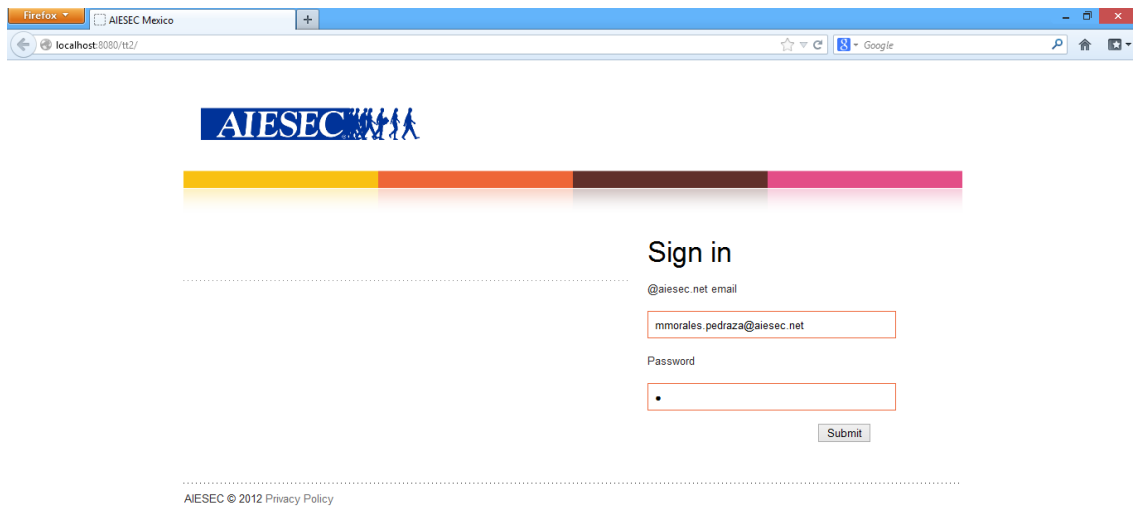 Firefox
AIESEC Mexico
localhost:8080/tt2/
Google
AIESEC
Sign in
@aiesec.net email
mmorales.pedraza@aiesec.net
Password
Submit
AIESEC © 2012 Privacy Policy